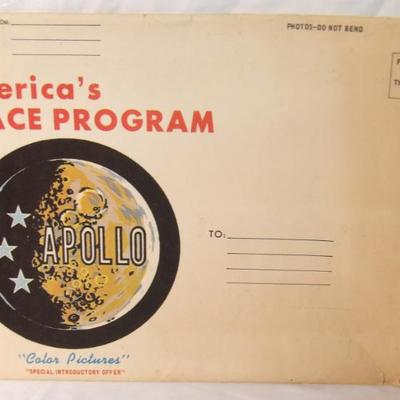 PHOTOS-DO NOT BEND
erica's
ACE PROGRAM
APOLLO
TO:
"Color Pictures"
"SPECIAL INTRODUCTORY OFFER"